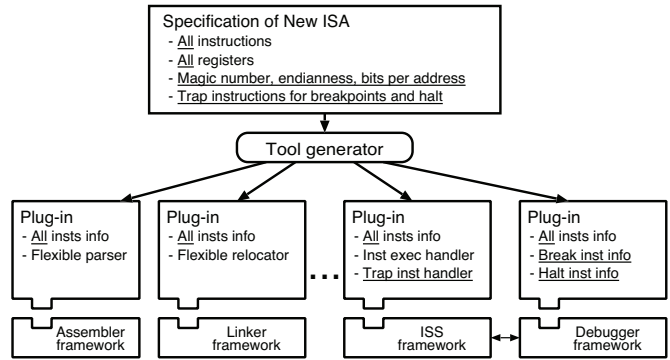 Specification of New ISA
- All instructions
- All registers
- Magic number, endianness, bits per address
- Trap instructions for breakpoints and halt
Tool generator
Plug-in
- All insts info
- Flexible parser
Plug-in
- All insts info
- Flexible relocator
...
Plug-in
- All insts info
- Inst exec handler
- Trap inst handler
Plug-in
- All insts info
- Break inst info
- Halt inst info
Assembler
framework
Linker
framework
ISS
framework
Debugger
framework